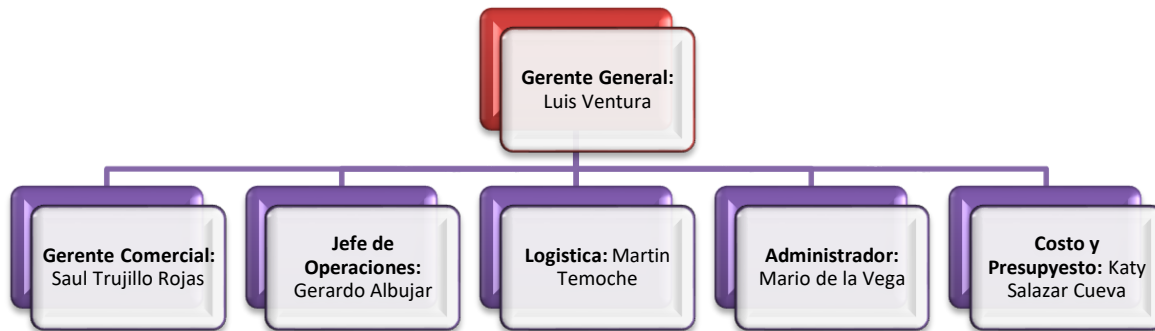 Gerente General:
Luis Ventura
Gerente Comercial:
Saul Trujillo Rojas
Jefe de
Operaciones:
Gerardo Albujar
Logistica: Martin
Temoche
Administrador:
Mario de la Vega
Costo y
Presupyesto: Katy
Salazar Cueva